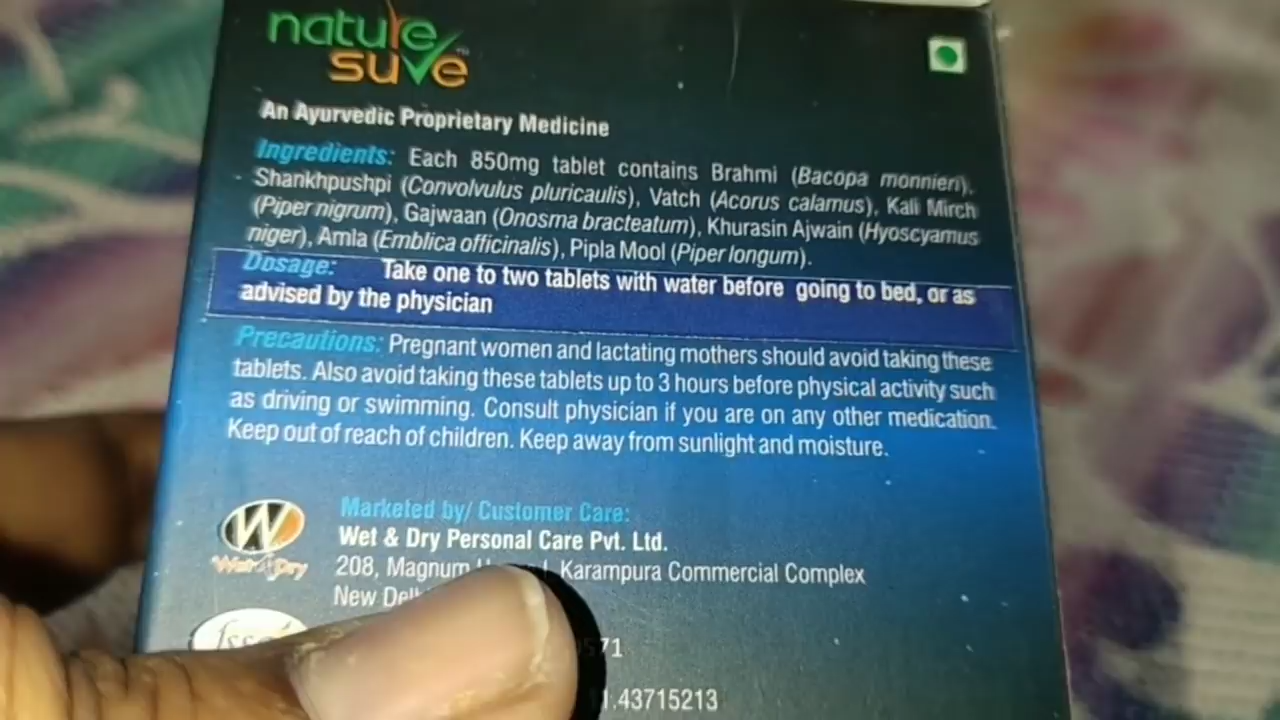 nature
sure
An Ayurvedic Proprietary Medicine
Ingredients: Each 850mg tablet contains Brahmi (Bacopa monnieri),
Shankhpushpi (Convolvulus pluricaulis), Vatch (Acorus calamus), Kali Mirch
(Piper nigrum), Gajwaan (Onosma bracteatum), Khurasin Ajwain (Hyoscyamus
niger), Amla (Emblica officinalis), Pipla Mool (Piper longum).
Dosage: Take one to two tablets with water before going to bed, or as
advised by the physician
Precautions: Pregnant women and lactating mothers should avoid taking these
tablets. Also avoid taking these tablets up to 3 hours before physical activity such
as driving or swimming. Consult physician if you are on any other medication.
Keep out of reach of children. Keep away from sunlight and moisture.
W
Wet & Dry
Marketed by/ Customer Care:
Wet & Dry Personal Care Pvt. Ltd.
208, Magnum Karampura Commercial Complex
New
fssai
571
1.43715213